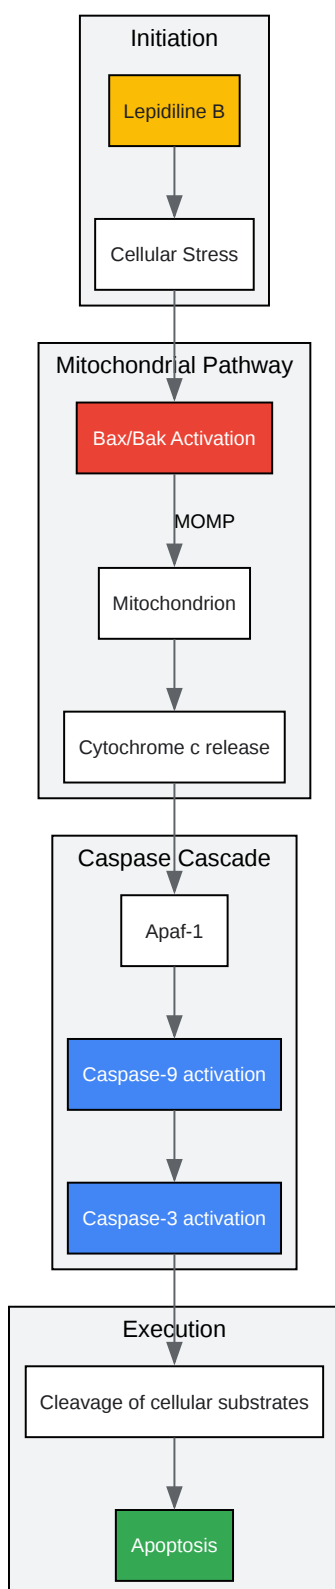 Initiation
Lepidiline B
Cellular Stress
Mitochondrial Pathway
Bax/Bak Activation
MOMP
Mitochondrion
Cytochrome c release
Caspase Cascade
Apaf-1
Caspase-9 activation
Caspase-3 activation
Execution
Cleavage of cellular substrates
Apoptosis